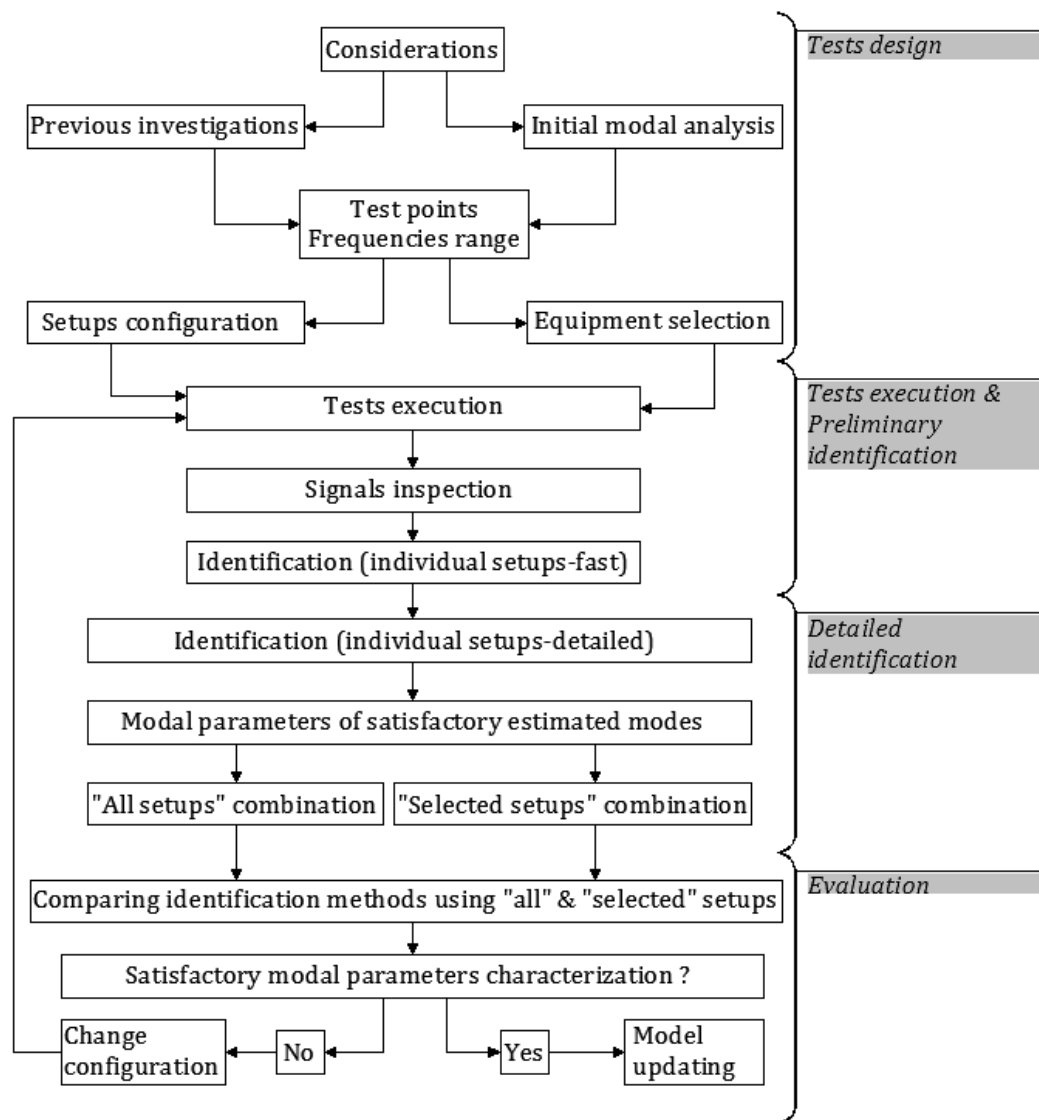 Considerations
Tests design
Previous investigations
Initial modal analysis
Test points
Frequencies range
Setups configuration
Equipment selection
Tests execution
Tests execution &
Preliminary
identification
Signals inspection
Identification (individual setups-fast)
Identification (individual setups-detailed)
Detailed
identification
Modal parameters of satisfactory estimated modes
"All setups" combination
"Selected setups" combination
Comparing identification methods using "all" & "selected" setups
Evaluation
Satisfactory modal parameters characterization ?
Change
configuration
No
Yes
Model
updating